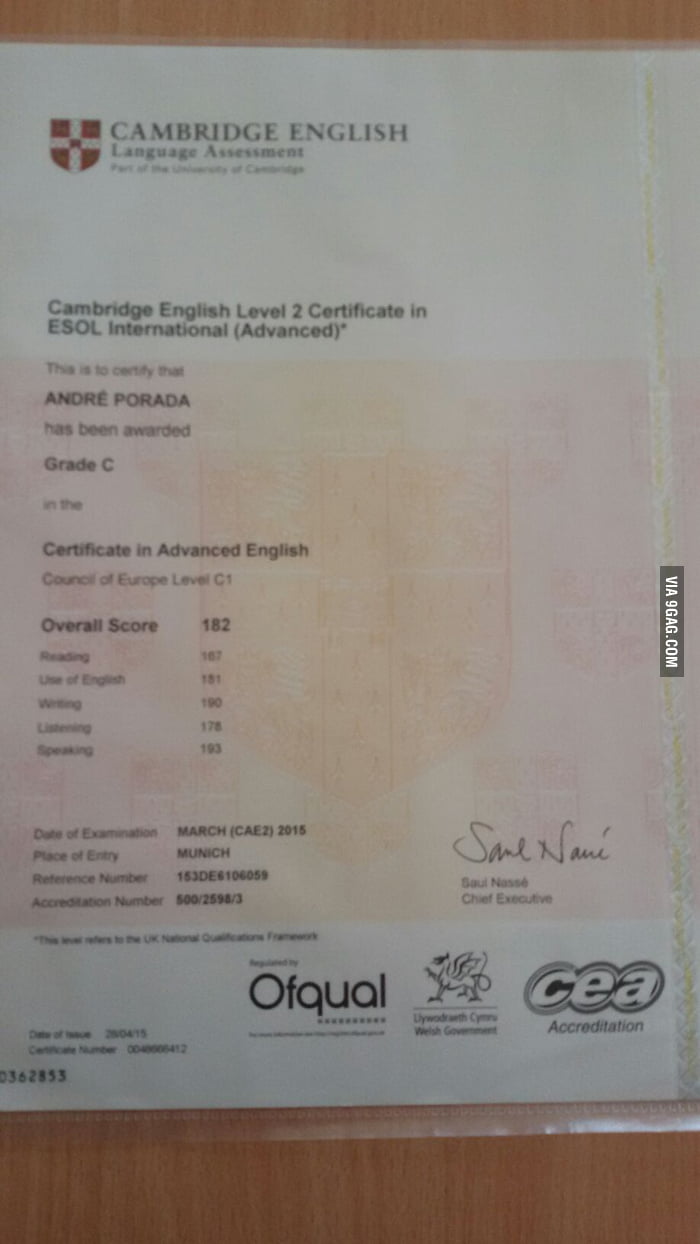 CAMBRIDGE ENGLISH
Language Assessment
Part of the University of Cambridge
Cambridge English Level 2 Certificate in
ESOL International (Advanced)*
This is to certify that
ANDRÉ PORADA
has been awarded
Grade C
in the
Certificate in Advanced English
Council of Europe Level C1
Overall Score 182
Reading 167
Use of English 181
Writing 190
Listening 178
Speaking 193
Date of Examination MARCH (CAE2) 2015
Place of Entry MUNICH
Reference Number 153DE6106059
Accreditation Number 500/2598/3
Saul Nassé
Saul Nassé
Chief Executive
*This level refers to the UK National Qualifications Framework
Regulated by
Ofqual
Llywodraeth Cymru
Welsh Government
cea
Accreditation
Date of Issue 28/04/15
Certificate Number
0362853
VIA 9GAG.COM